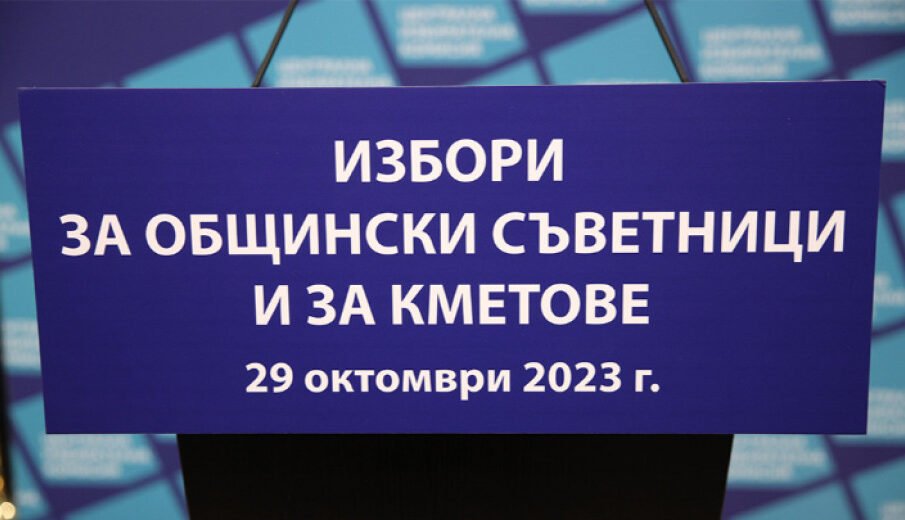 ИЗБОРИ
ЗА ОБЩИНСКИ СЪВЕТНИЦИ
И ЗА КМЕТОВЕ
29 октомври 2023 г.